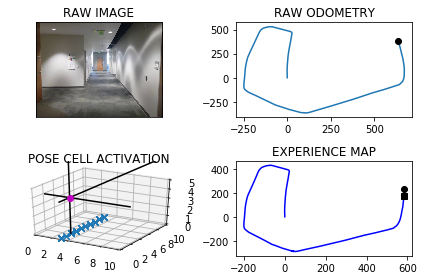 RAW IMAGE
RAW ODOMETRY
500
250
0
−250
−250 0 250 500
POSE CELL ACTIVATION
5
4
3
2
1
0
0 2 4 6 8 10
0 2 4 6 8 10
EXPERIENCE MAP
400
200
0
−200
−200 0 200 400 600